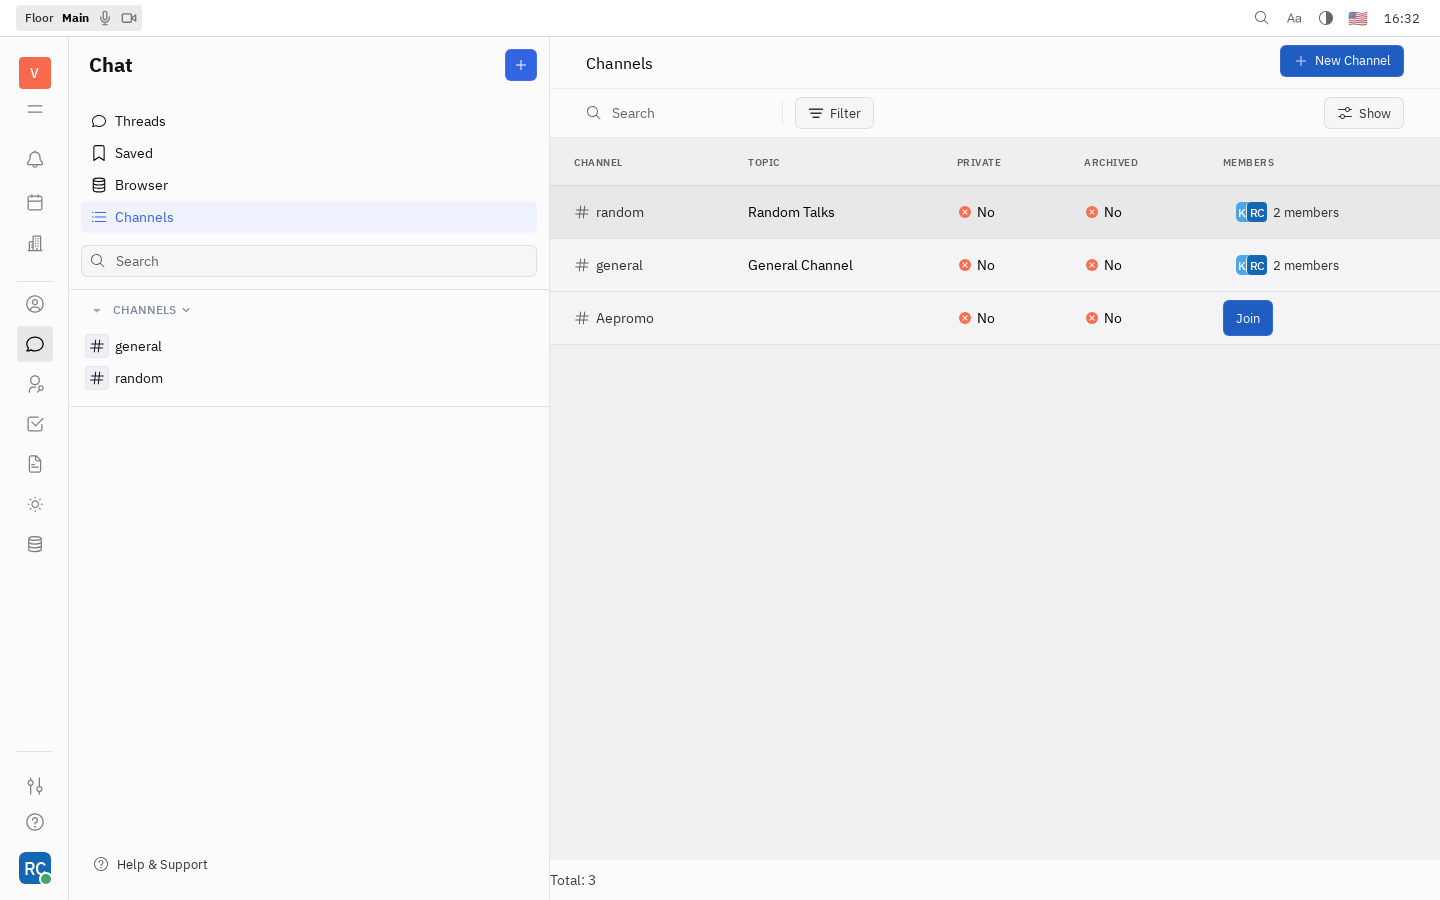 Floor Main
Aa
16:32
V
Chat
Threads
Saved
Browser
Channels
Search
CHANNELS
general
random
Help & Support
RC
Channels
New Channel
Search
Filter
Show
CHANNEL TOPIC PRIVATE ARCHIVED MEMBERS
random Random Talks No No K RC 2 members
general General Channel No No K RC 2 members
Aepromo No No Join
Total: 3